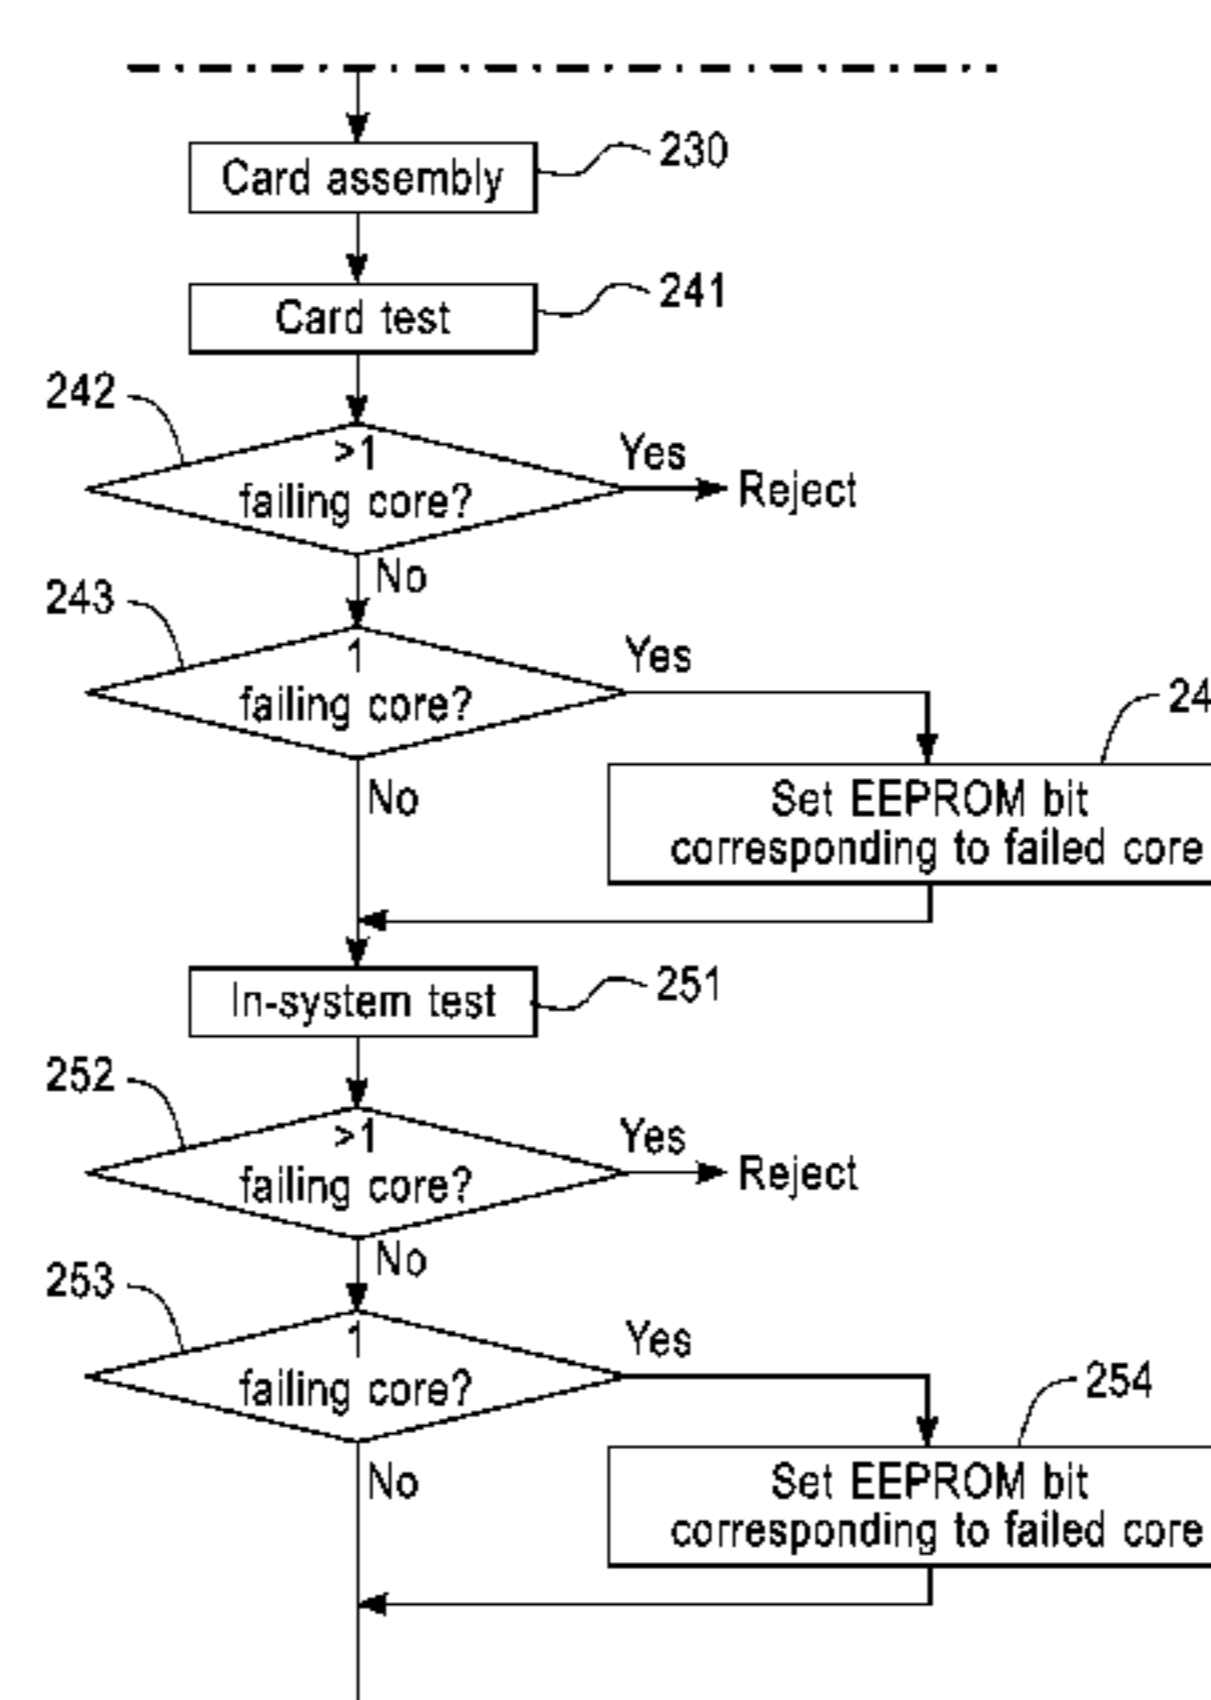 230
Card assembly
241
Card test
242
>1
failing core?
Yes
Reject
No
243
1
failing core?
Yes
24
Set EEPROM bit
corresponding to failed core
No
251
In-system test
252
>1
failing core?
Yes
Reject
No
253
1
failing core?
Yes
254
Set EEPROM bit
corresponding to failed core
No